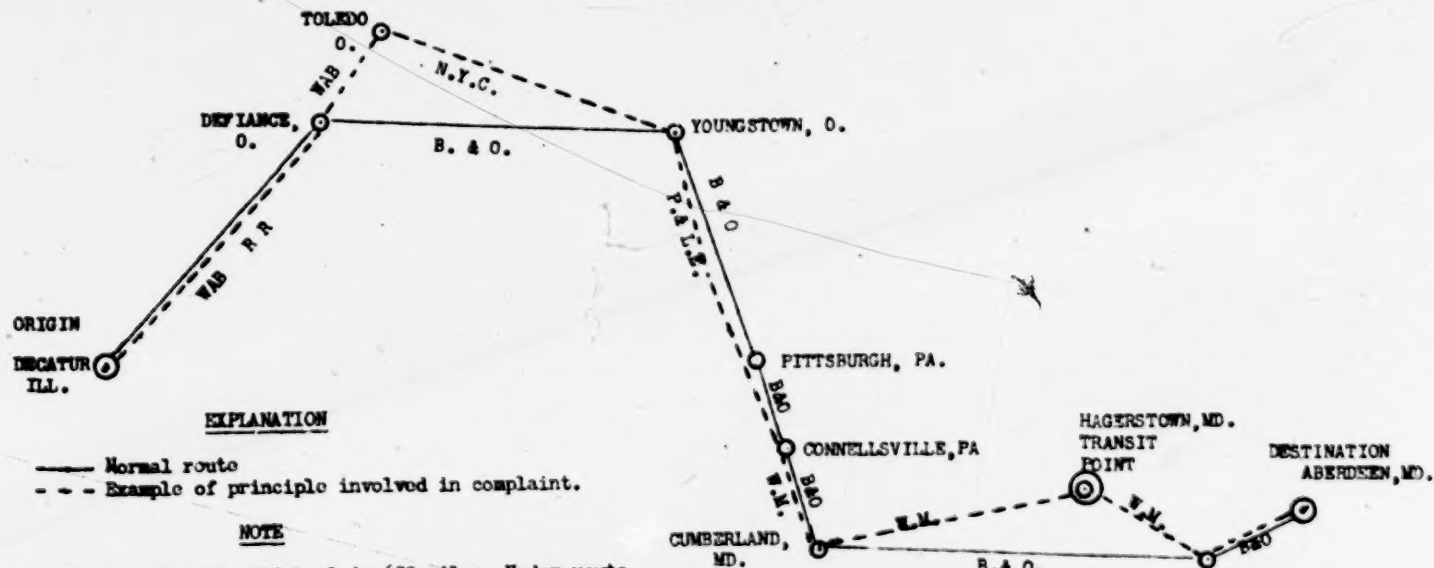 TOLEDO
O.
WAB
N.Y.C.
DEFIANCE,
O.
B. & O.
YOUNGSTOWN, O.
B & O
P.& L.E.
WAB R R
ORIGIN
DECATUR
ILL.
PITTSBURGH, PA.
B&O
EXPLANATION
CONNELLSVILLE,PA
HAGERSTOWN,MD.
TRANSIT
POINT
DESTINATION
ABERDEEN,MD.
Normal route
Example of principle involved in complaint.
W.M.
B&O
NOTE
CUMBERLAND,
MD.
W.M.
W.M.
B&O
B.& O.